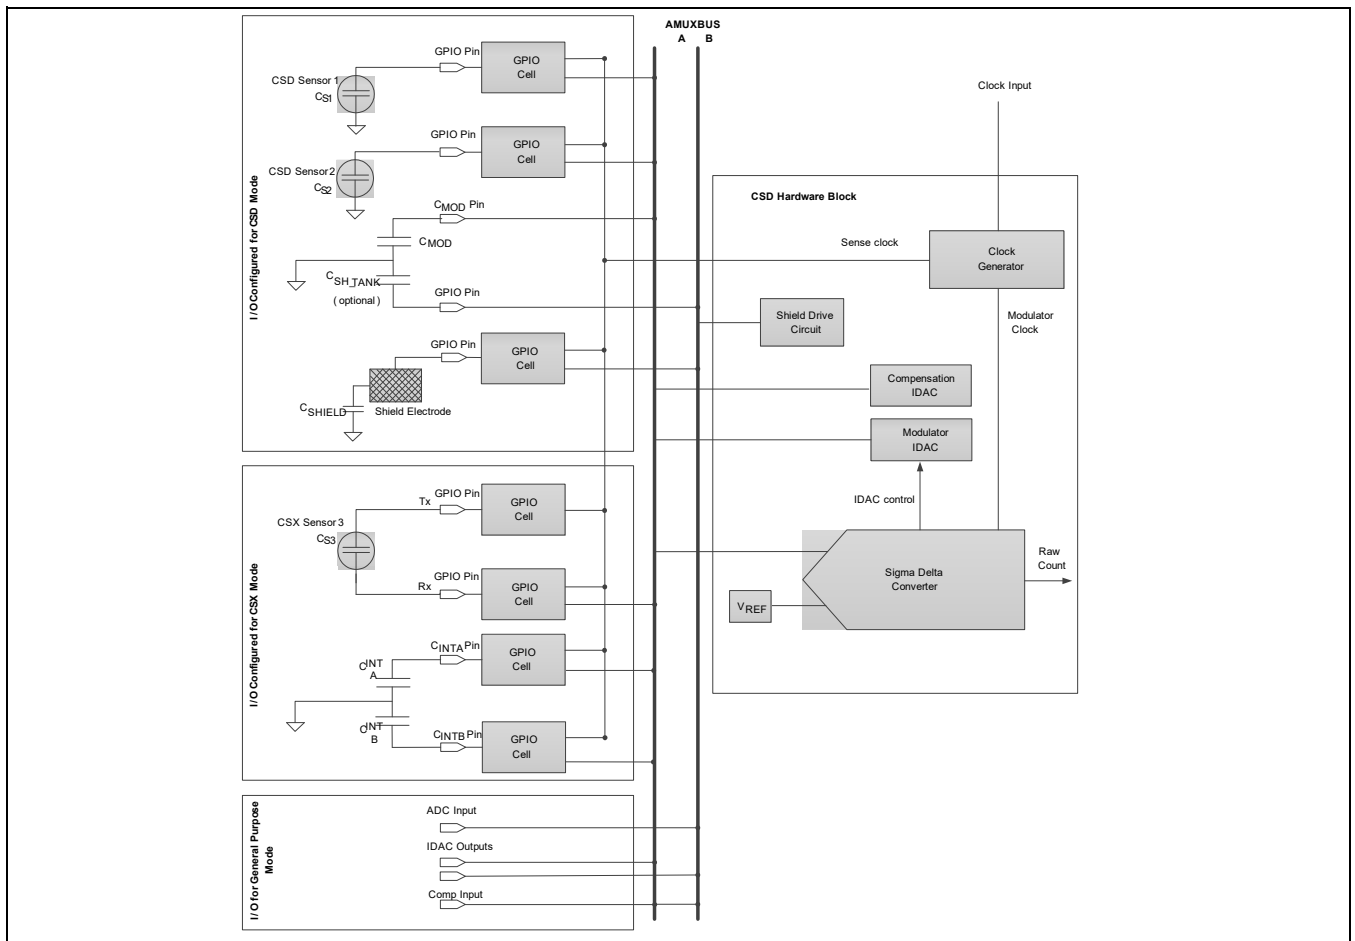 AMUXBUS
A B
I/O Configured for CSD Mode
GPIO Pin
GPIO
Cell
CSD Sensor 1
CS1
GPIO Pin
GPIO
Cell
CSD Sensor2
CS2
CMOD Pin
CMOD
CSH_TANK
( optional )
GPIO Pin
GPIO Pin
GPIO
Cell
CSHIELD
Shield Electrode
I/O Configured for CSX Mode
GPIO Pin
Tx
GPIO
Cell
CSX Sensor 3
CS3
GPIO Pin
Rx
GPIO
Cell
CINTA Pin
CINT
A
GPIO
Cell
CINT
B
CINTB Pin
GPIO
Cell
I/O for General Purpose
Mode
ADC Input
IDAC Outputs
Comp Input
Clock Input
CSD Hardware Block
Sense clock
Clock
Generator
Shield Drive
Circuit
Modulator
Clock
Compensation
IDAC
Modulator
IDAC
IDAC control
Sigma Delta
Converter
Raw
Count
VREF